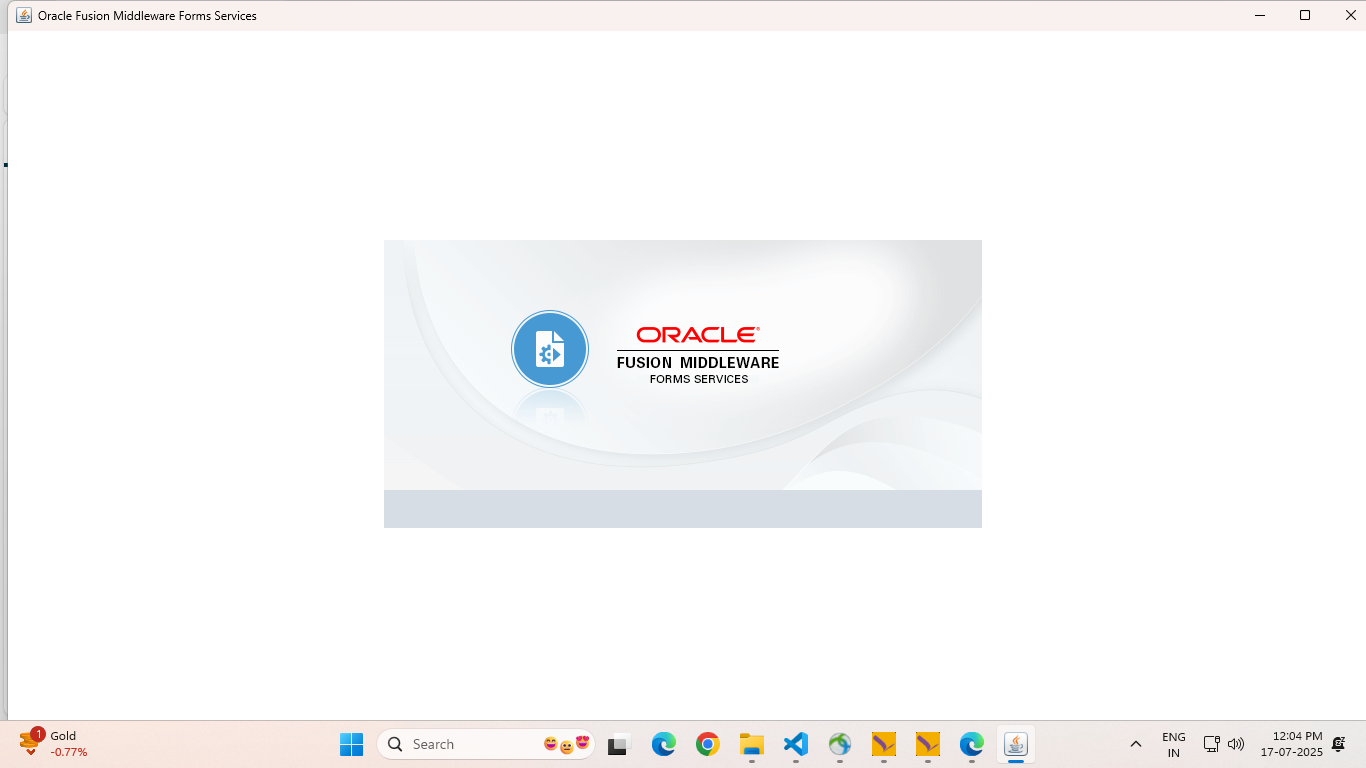 Oracle Fusion Middleware Forms Services
ORACLE®
FUSION MIDDLEWARE
FORMS SERVICES
1
Gold
-0.77%
Search
ENG
IN
12:04 PM
17-07-2025